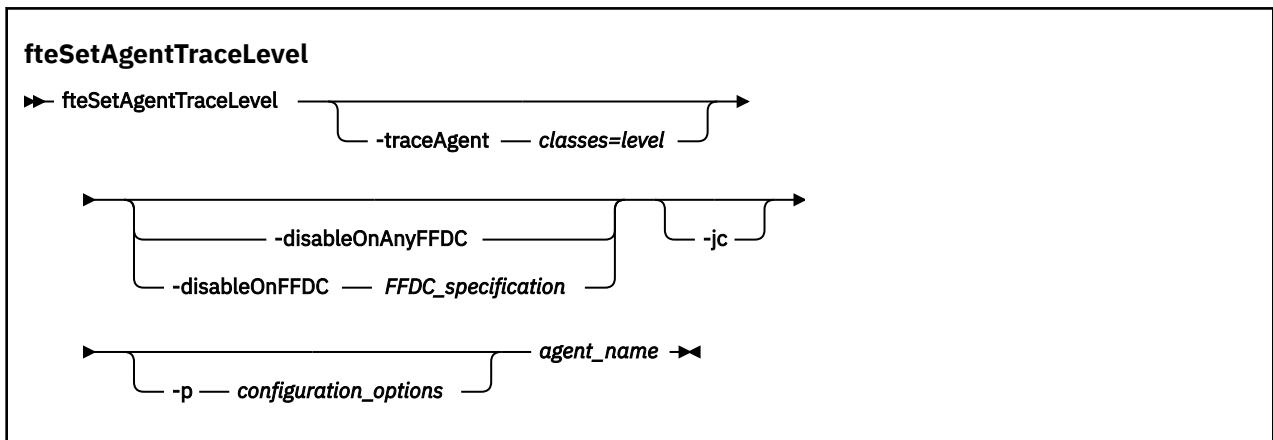 fteSetAgentTraceLevel
fteSetAgentTraceLevel
-traceAgent classes=level
-disableOnAnyFFDC
-jc
-disableOnFFDC FFDC_specification
agent_name
-p configuration_options